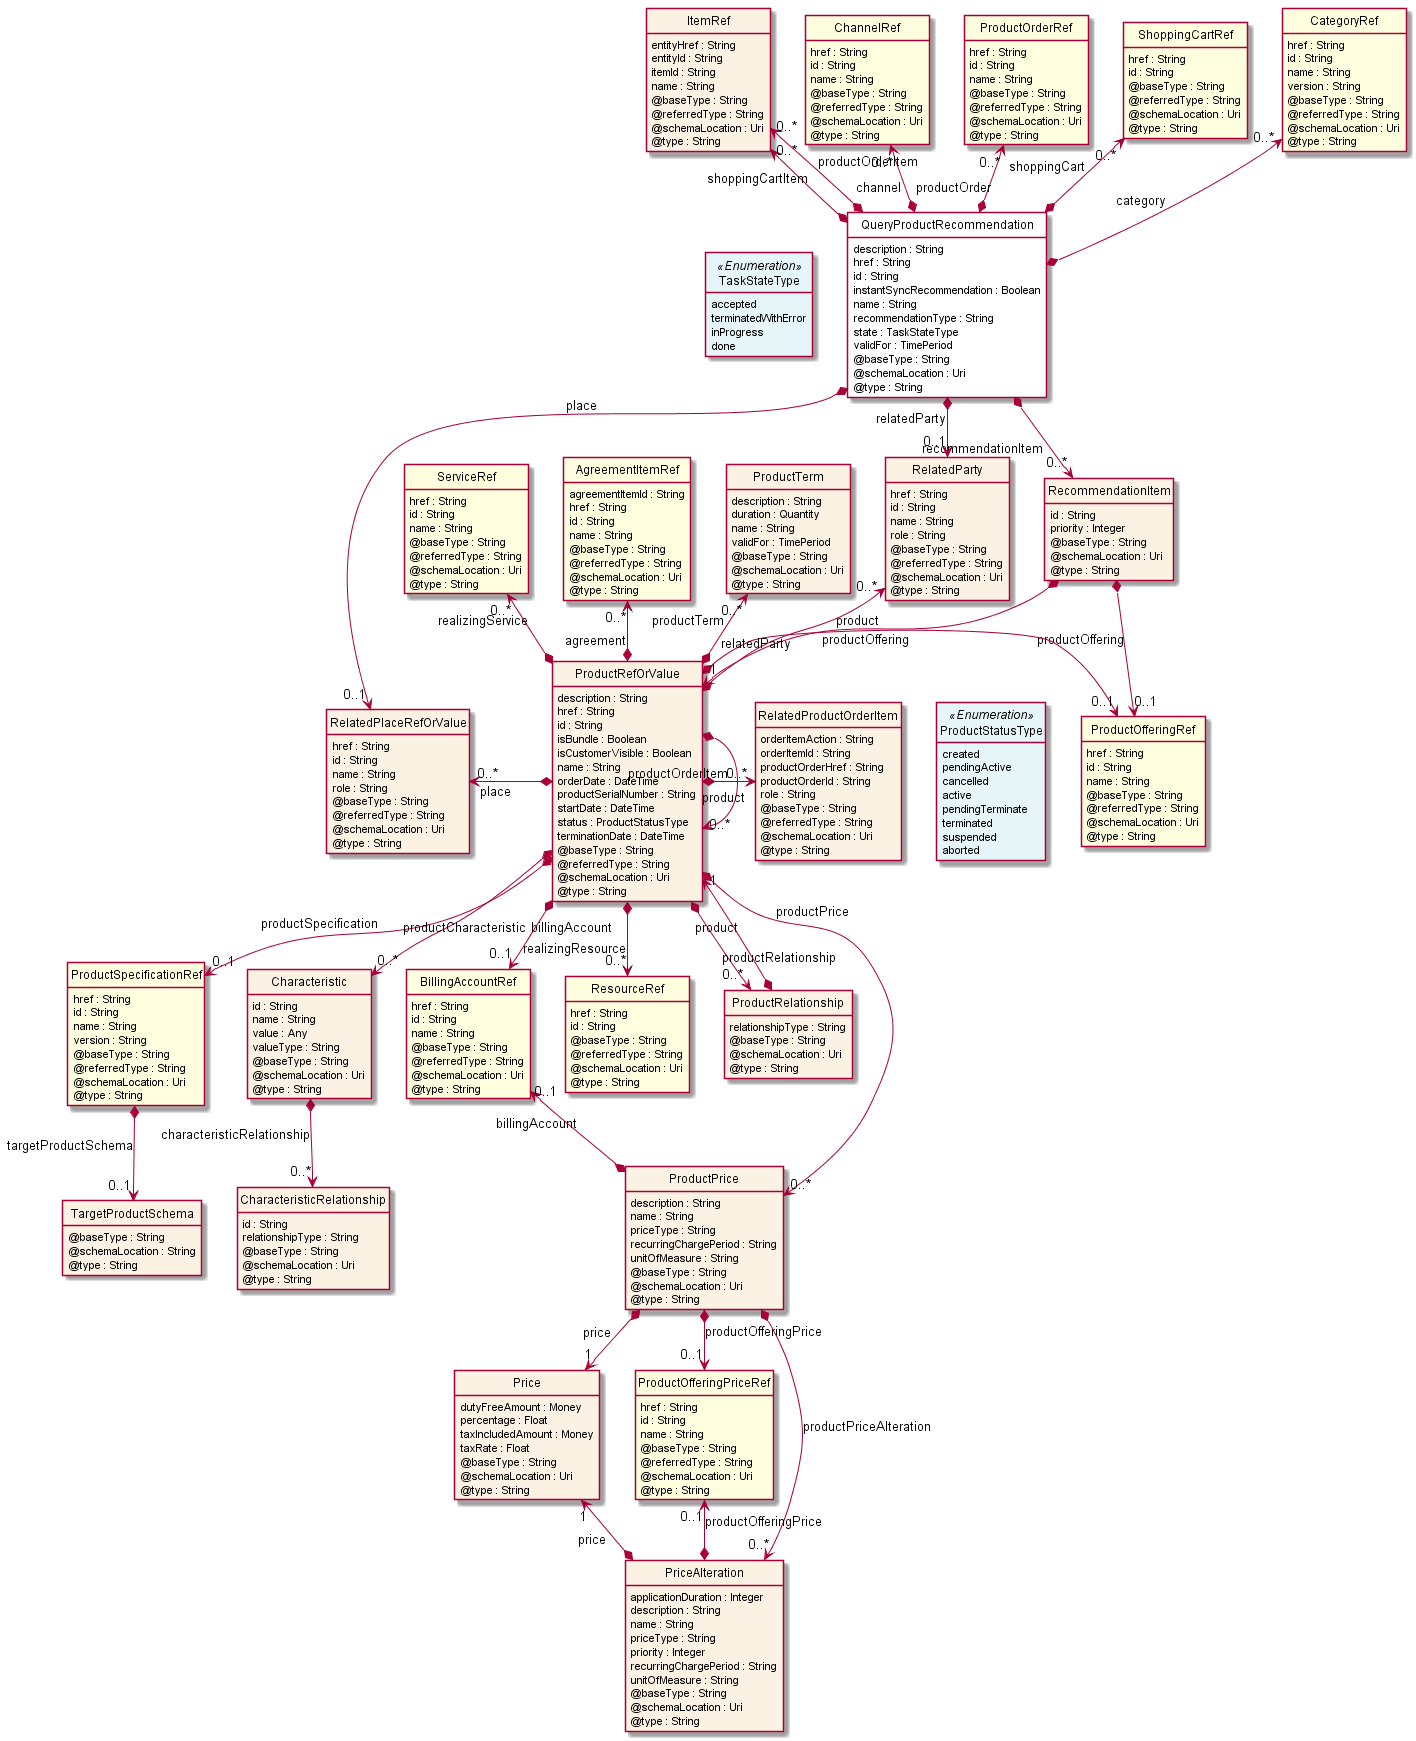 ItemRef
entityHref : String
entityId : String
itemId : String
name : String
@baseType : String
@referredType : String
@schemaLocation : Uri
@type : String
ChannelRef
href : String
id : String
name : String
@baseType : String
@referredType : String
@schemaLocation : Uri
@type : String
ProductOrderRef
href : String
id : String
name : String
@baseType : String
@referredType : String
@schemaLocation : Uri
@type : String
ShoppingCartRef
href : String
id : String
name : String
@baseType : String
@referredType : String
@schemaLocation : Uri
@type : String
CategoryRef
href : String
id : String
name : String
version : String
@baseType : String
@referredType : String
@schemaLocation : Uri
@type : String
0..*
0..*
productOrderItem
0..*
0..*
0..*
0..*
shoppingCartItem
channel
productOrder
shoppingCart
category
QueryProductRecommendation
description : String
href : String
id : String
instantSyncRecommendation : Boolean
name : String
recommendationType : String
state : TaskStateType
validFor : TimePeriod
@baseType : String
@schemaLocation : Uri
@type : String
«Enumeration»
TaskStateType
accepted
terminatedWithError
inProgress
done
place
relatedParty
0..1
recommendationItem
0..*
ServiceRef
href : String
id : String
name : String
@baseType : String
@referredType : String
@schemaLocation : Uri
@type : String
AgreementItemRef
agreementItemId : String
href : String
id : String
name : String
@baseType : String
@referredType : String
@schemaLocation : Uri
@type : String
ProductTerm
description : String
duration : Quantity
name : String
validFor : TimePeriod
@baseType : String
@schemaLocation : Uri
@type : String
RelatedParty
href : String
id : String
name : String
role : String
@baseType : String
@referredType : String
@schemaLocation : Uri
@type : String
RecommendationItem
id : String
priority : Integer
@baseType : String
@schemaLocation : Uri
@type : String
0..*
realizingService
0..*
agreement
0..*
productTerm
0..*
relatedParty
product
1
productOffering
productOffering
0..1
0..1
0..1
ProductRefOrValue
description : String
href : String
id : String
isBundle : Boolean
isCustomerVisible : Boolean
name : String
orderDate : DateTime
productSerialNumber : String
startDate : DateTime
status : ProductStatusType
terminationDate : DateTime
@baseType : String
@referredType : String
@schemaLocation : Uri
@type : String
RelatedPlaceRefOrValue
href : String
id : String
name : String
role : String
@baseType : String
@referredType : String
@schemaLocation : Uri
@type : String
0..*
place
productOrderItem
0..*
product
0..*
RelatedProductOrderItem
orderItemAction : String
orderItemId : String
productOrderHref : String
productOrderId : String
role : String
@baseType : String
@referredType : String
@schemaLocation : Uri
@type : String
«Enumeration»
ProductStatusType
created
pendingActive
cancelled
active
pendingTerminate
terminated
suspended
aborted
ProductOfferingRef
href : String
id : String
name : String
@baseType : String
@referredType : String
@schemaLocation : Uri
@type : String
productSpecification
0..1
productCharacteristic
0..*
billingAccount
0..1
realizingResource
0..*
product
1
productRelationship
0..*
productPrice
0..*
ProductSpecificationRef
href : String
id : String
name : String
version : String
@baseType : String
@referredType : String
@schemaLocation : Uri
@type : String
Characteristic
id : String
name : String
value : Any
valueType : String
@baseType : String
@schemaLocation : Uri
@type : String
BillingAccountRef
href : String
id : String
name : String
@baseType : String
@referredType : String
@schemaLocation : Uri
@type : String
ResourceRef
href : String
id : String
@baseType : String
@referredType : String
@schemaLocation : Uri
@type : String
ProductRelationship
relationshipType : String
@baseType : String
@schemaLocation : Uri
@type : String
targetProductSchema
0..1
characteristicRelationship
0..*
0..1
billingAccount
TargetProductSchema
@baseType : String
@schemaLocation : String
@type : String
CharacteristicRelationship
id : String
relationshipType : String
@baseType : String
@schemaLocation : Uri
@type : String
ProductPrice
description : String
name : String
priceType : String
recurringChargePeriod : String
unitOfMeasure : String
@baseType : String
@schemaLocation : Uri
@type : String
price
1
productOfferingPrice
0..1
productPriceAlteration
0..*
Price
dutyFreeAmount : Money
percentage : Float
taxIncludedAmount : Money
taxRate : Float
@baseType : String
@schemaLocation : Uri
@type : String
ProductOfferingPriceRef
href : String
id : String
name : String
@baseType : String
@referredType : String
@schemaLocation : Uri
@type : String
1
price
0..1
productOfferingPrice
PriceAlteration
applicationDuration : Integer
description : String
name : String
priceType : String
priority : Integer
recurringChargePeriod : String
unitOfMeasure : String
@baseType : String
@schemaLocation : Uri
@type : String